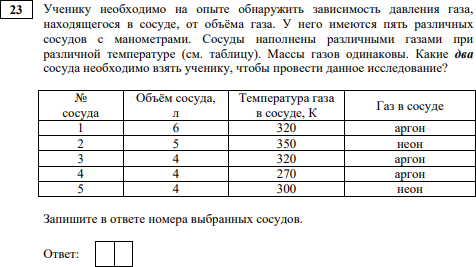 23 Ученику необходимо на опыте обнаружить зависимость давления газа,
находящегося в сосуде, от объёма газа. У него имеются пять различных
сосудов с манометрами. Сосуды наполнены различными газами при
различной температуре (см. таблицу). Массы газов одинаковы. Какие два
сосуда необходимо взять ученику, чтобы провести данное исследование?
№ сосуда Объём сосуда, л Температура газа в сосуде, К Газ в сосуде
1 6 320 аргон
2 5 350 неон
3 4 320 аргон
4 4 270 аргон
5 4 300 неон
Запишите в ответе номера выбранных сосудов.
Ответ: